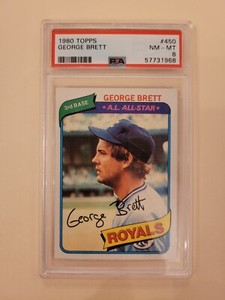 1980 TOPPS #450
GEORGE BRETT NM - MT
8
PSA 57731968
3rd BASE
GEORGE BRETT
A.L. ALL-STAR
George Brett
ROYALS